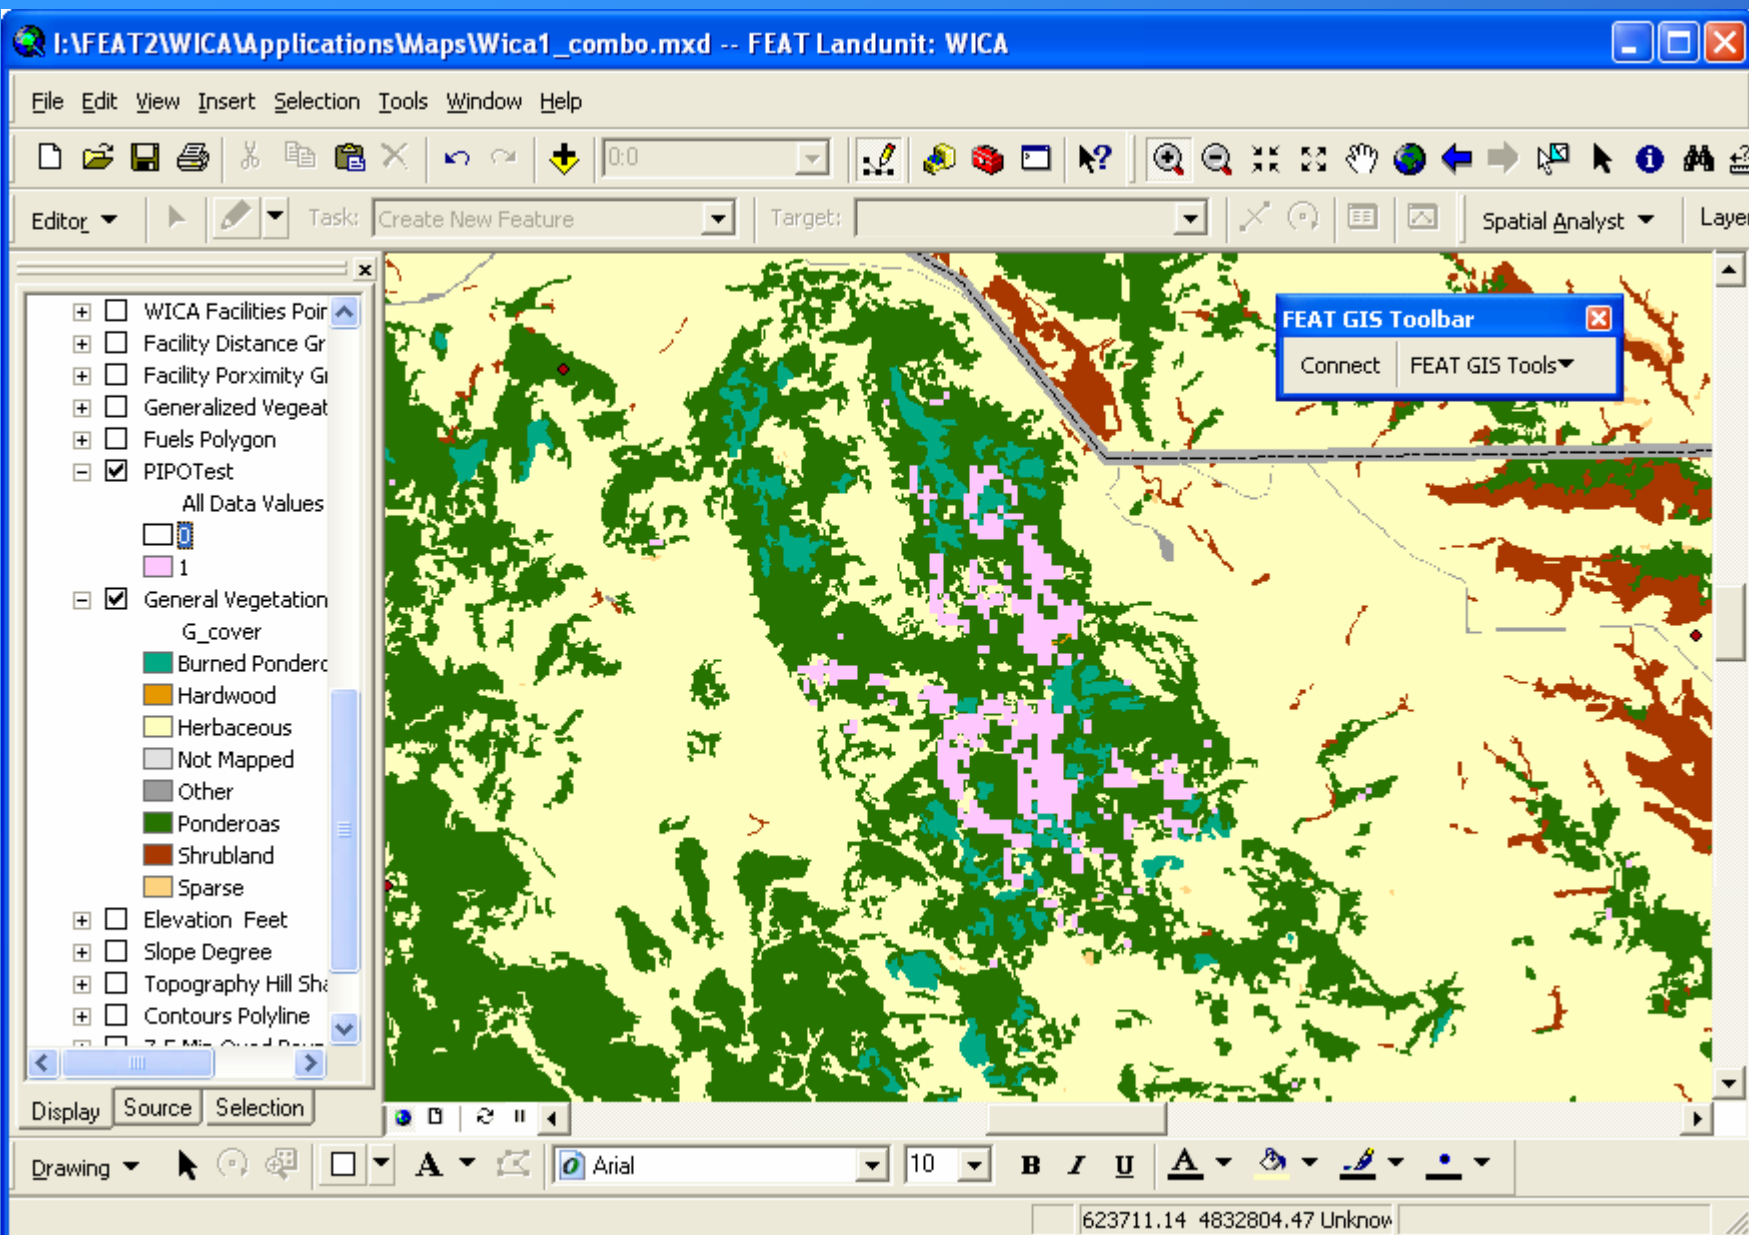 I:\FEAT2\WICA\Applications\Maps\Wica1_combo.mxd -- FEAT Landunit: WICA
File Edit View Insert Selection Tools Window Help
0:0
Editor Task: Create New Feature Target: Spatial Analyst Layer
WICA Facilities Poin
Facility Distance Gr
Facility Porximity Gr
Generalized Vegeat
Fuels Polygon
PIPOTest
All Data Values
0
1
General Vegetation
G_cover
Burned Pondero
Hardwood
Herbaceous
Not Mapped
Other
Ponderoas
Shrubland
Sparse
Elevation Feet
Slope Degree
Topography Hill Sha
Contours Polyline
FEAT GIS Toolbar
Connect FEAT GIS Tools
Display Source Selection
Drawing A Arial 10 B I U A
623711.14 4832804.47 Unknow